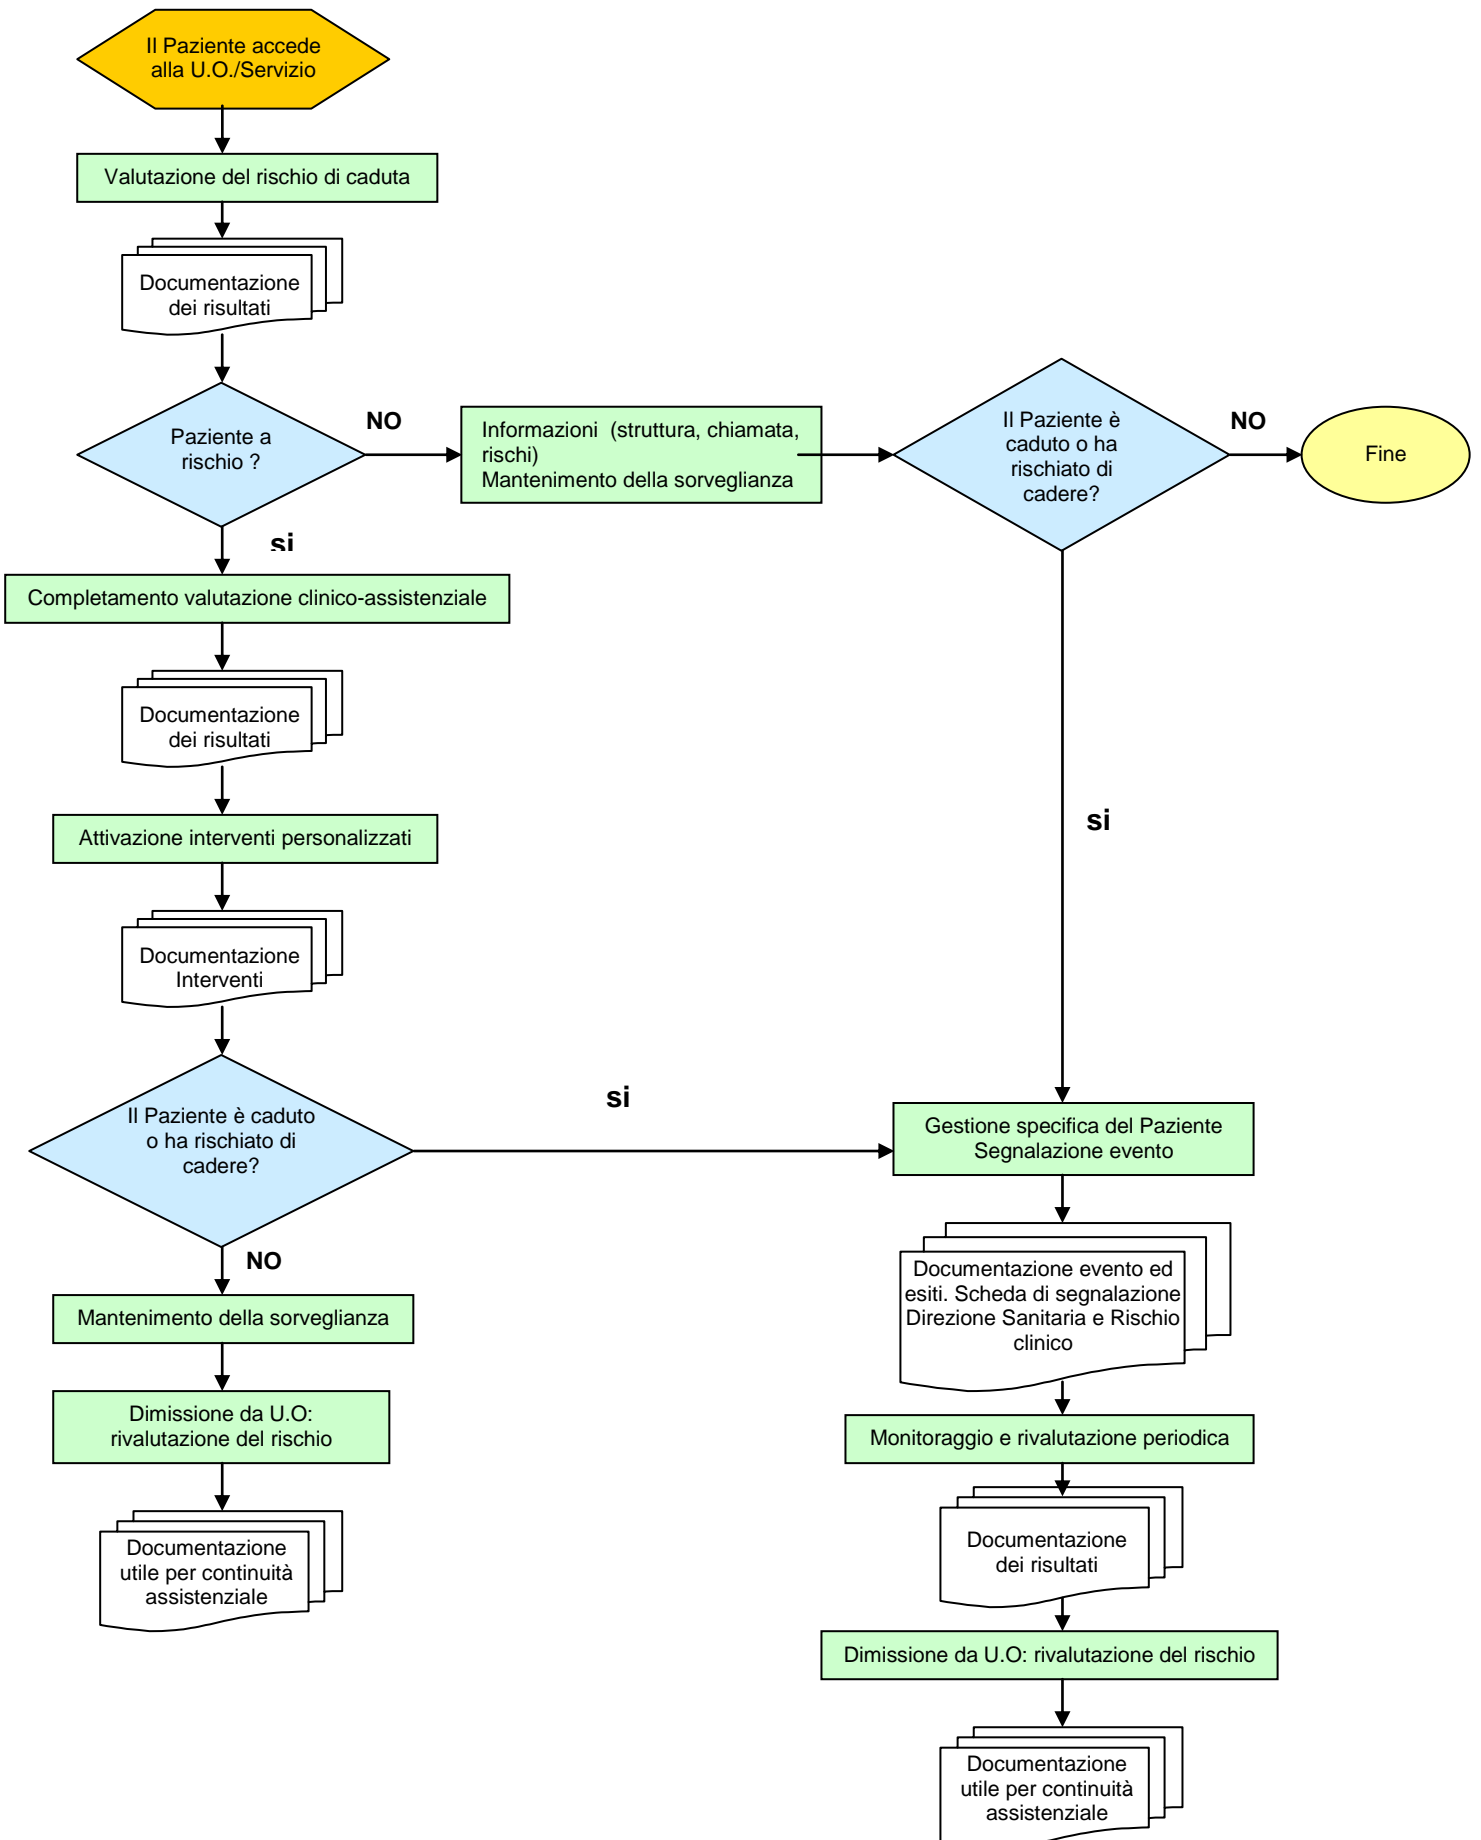 Il Paziente accede
alla U.O./Servizio
Valutazione del rischio di caduta
Documentazione
dei risultati
Paziente a
rischio ?
NO
Informazioni (struttura, chiamata,
rischi)
Mantenimento della sorveglianza
Il Paziente è
caduto o ha
rischiato di
cadere?
NO
Fine
si
Completamento valutazione clinico-assistenziale
Documentazione
dei risultati
Attivazione interventi personalizzati
si
Documentazione
Interventi
Il Paziente è caduto
o ha rischiato di
cadere?
si
Gestione specifica del Paziente
Segnalazione evento
NO
Mantenimento della sorveglianza
Documentazione evento ed
esiti. Scheda di segnalazione
Direzione Sanitaria e Rischio
clinico
Dimissione da U.O:
rivalutazione del rischio
Monitoraggio e rivalutazione periodica
Documentazione
utile per continuità
assistenziale
Documentazione
dei risultati
Dimissione da U.O: rivalutazione del rischio
Documentazione
utile per continuità
assistenziale